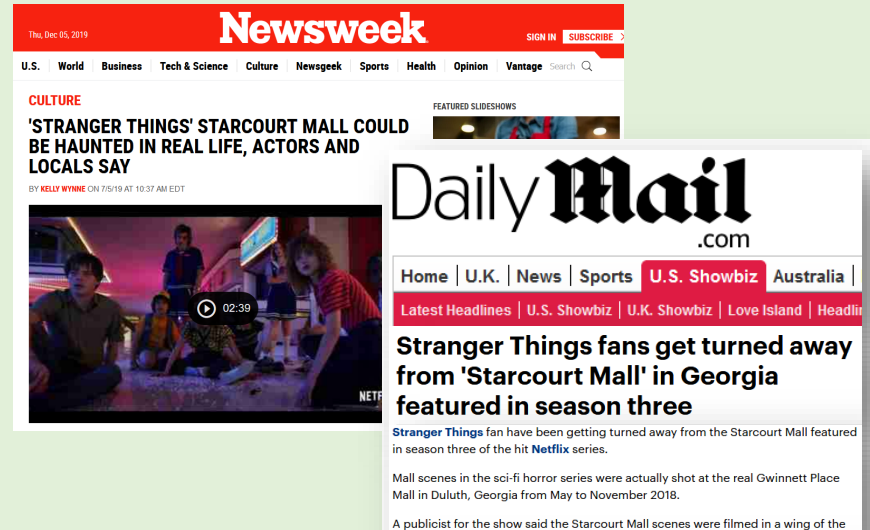 Thu, Dec 05, 2019
Newsweek
SIGN IN SUBSCRIBE >
U.S. World Business Tech & Science Culture Newsgeek Sports Health Opinion Vantage Search
CULTURE
'STRANGER THINGS' STARCOURT MALL COULD
BE HAUNTED IN REAL LIFE, ACTORS AND
LOCALS SAY
BY KELLY WYNNE ON 7/5/19 AT 10:37 AM EDT
FEATURED SLIDESHOWS
02:39
NETF
Daily Mail
.com
Home | U.K. | News | Sports U.S. Showbiz Australia |
Latest Headlines | U.S. Showbiz | U.K. Showbiz | Love Island | Headlin
Stranger Things fans get turned away
from 'Starcourt Mall' in Georgia
featured in season three
Stranger Things fan have been getting turned away from the Starcourt Mall featured
in season three of the hit Netflix series.
Mall scenes in the sci-fi horror series were actually shot at the real Gwinnett Place
Mall in Duluth, Georgia from May to November 2018.
A publicist for the show said the Starcourt Mall scenes were filmed in a wing of the